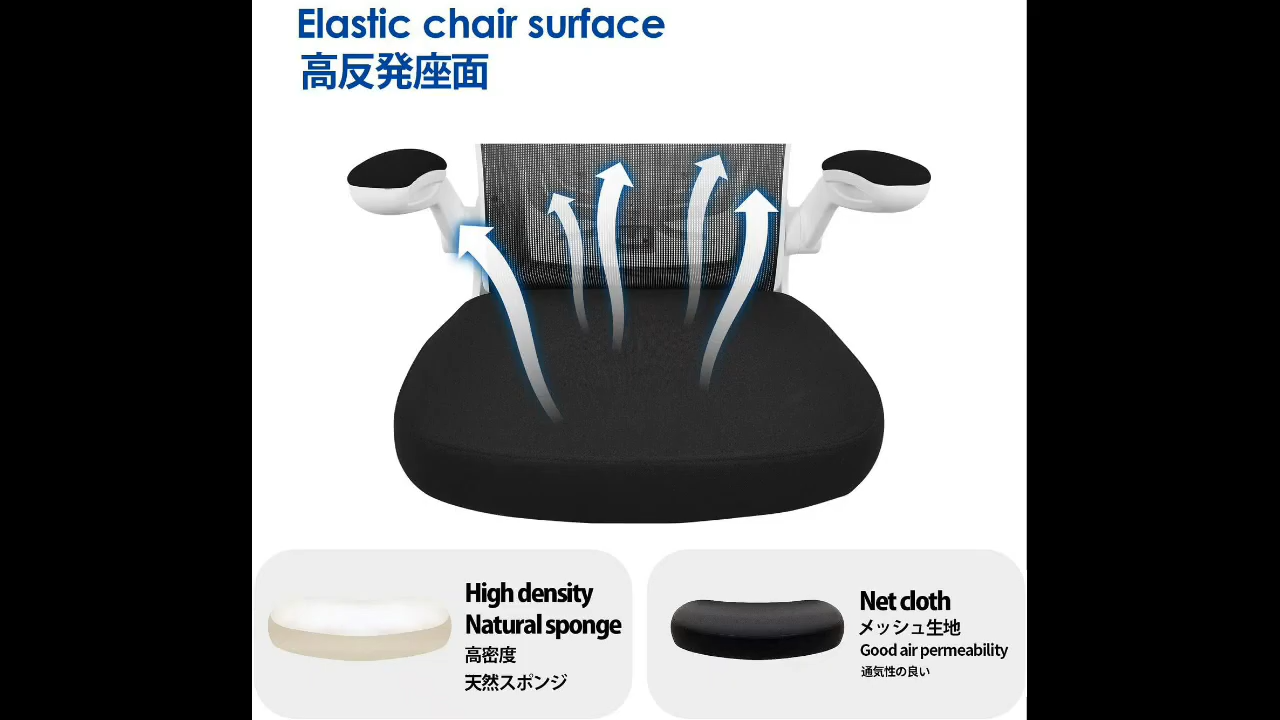 Elastic chair surface
高反発座面
High density
Natural sponge
高密度
天然スポンジ
Net cloth
メッシュ生地
Good air permeability
通気性の良い